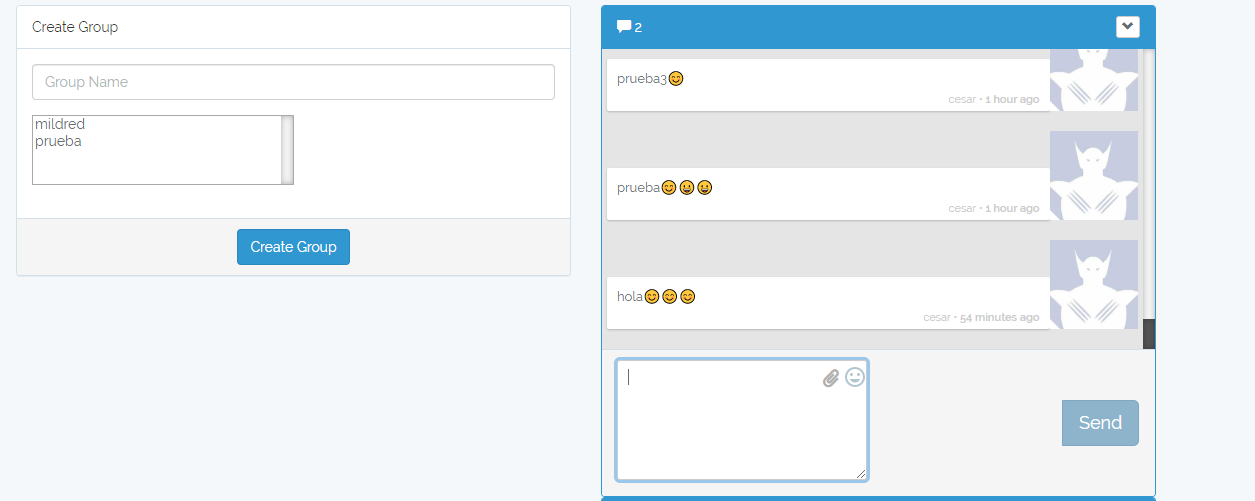 Create Group
Group Name
mildred
prueba
Create Group
2
prueba3😊
cesar • 1 hour ago
prueba😊😀😀
cesar • 1 hour ago
hola😊😊😊
cesar • 54 minutes ago
Send